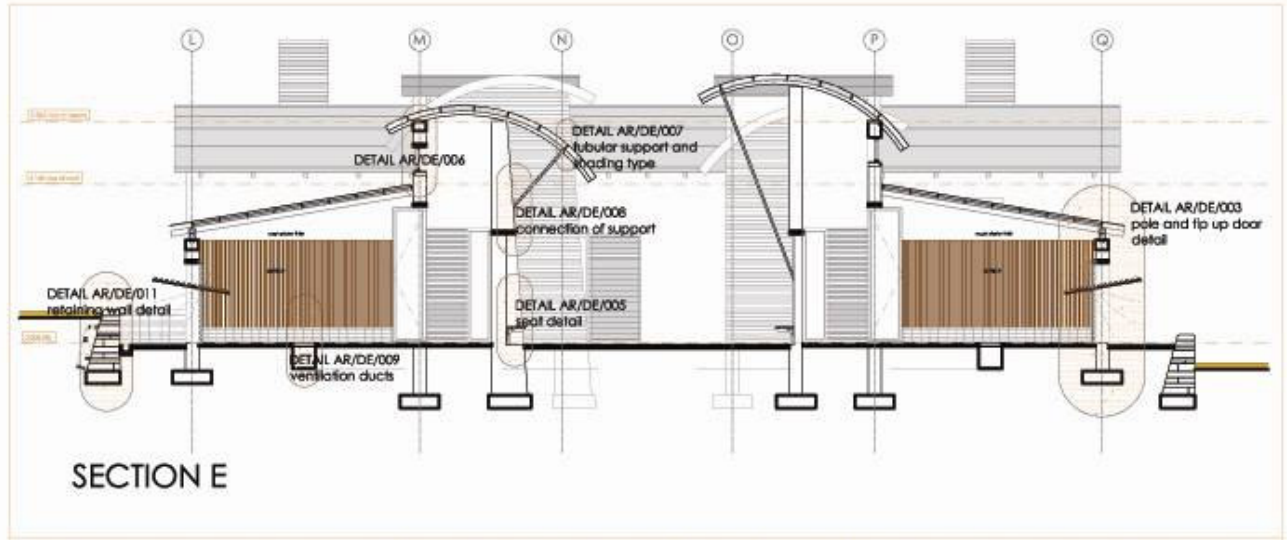 L
M
N
O
P
Q
DETAIL AR/DE/007
tubular support and
shading type
DETAIL AR/DE/006
DETAIL AR/DE/008
connection of support
DETAIL AR/DE/003
pole and fip up door
detail
DETAIL AR/DE/011
retaining wall detail
DETAIL AR/DE/005
seat detail
DETAIL AR/DE/009
ventilation ducts
SECTION E